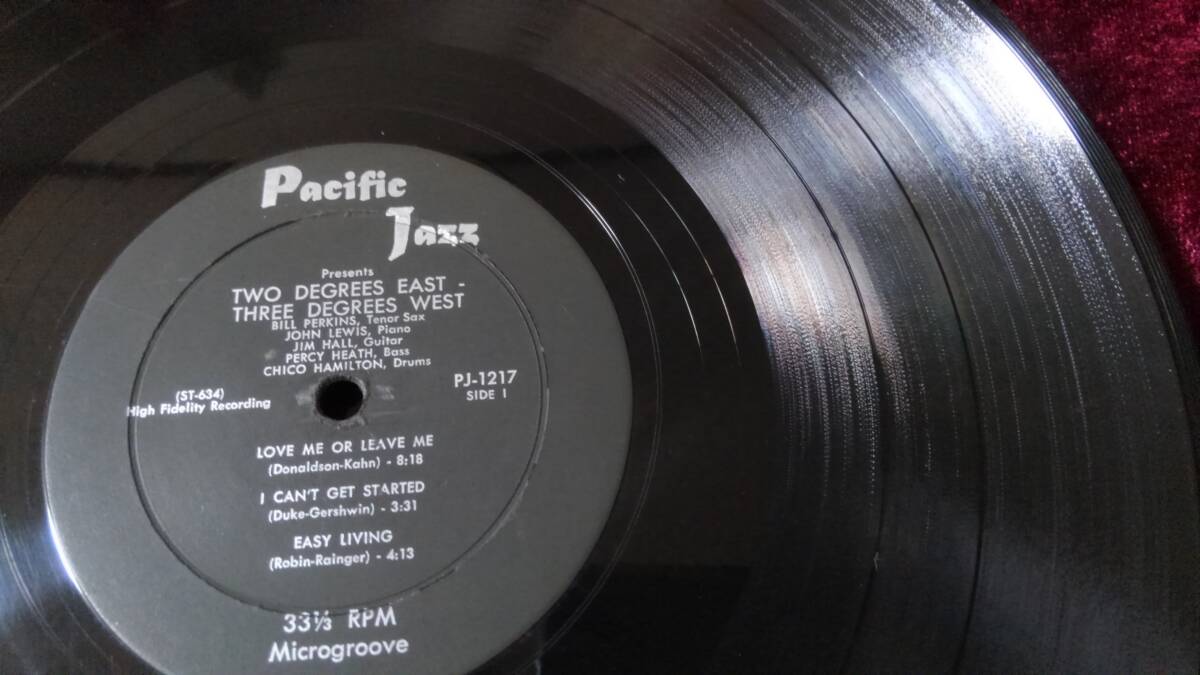 Pacific
Jazz
Presents
TWO DEGREES EAST -
THREE DEGREES WEST
BILL PERKINS, Tenor Sax
JOHN LEWIS, Piano
JIM HALL, Guitar
PERCY HEATH, Bass
CHICO HAMILTON, Drums
(ST-634)
High Fidelity Recording
PJ-1217
SIDE 1
LOVE ME OR LEAVE ME
(Donaldson-Kahn) - 8:18
I CAN'T GET STARTED
(Duke-Gershwin) - 3:31
EASY LIVING
(Robin-Rainger) - 4:13
33⅓ RPM
Microgroove